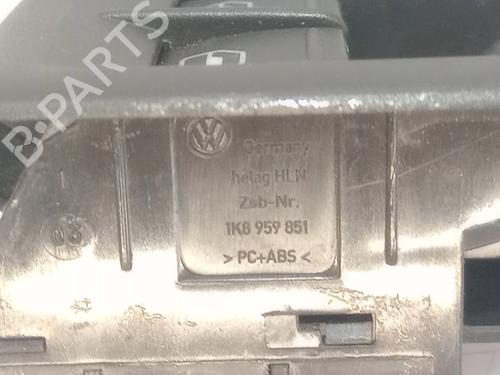 B-PARTS
Germany
helag HLN
Zsb-Nr.
1K8 959 851
> PC+ABS <